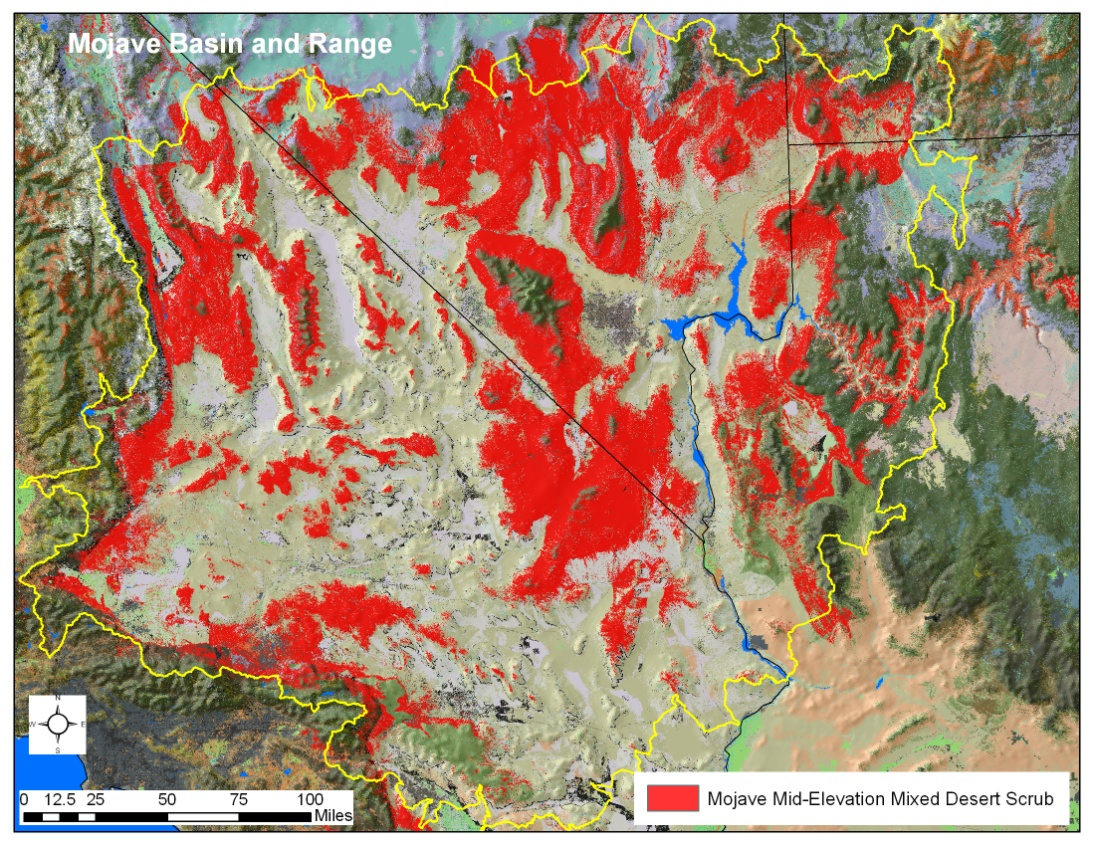 Mojave Basin and Range
N
W E
S
0 12.5 25 50 75 100
Miles
Mojave Mid-Elevation Mixed Desert Scrub